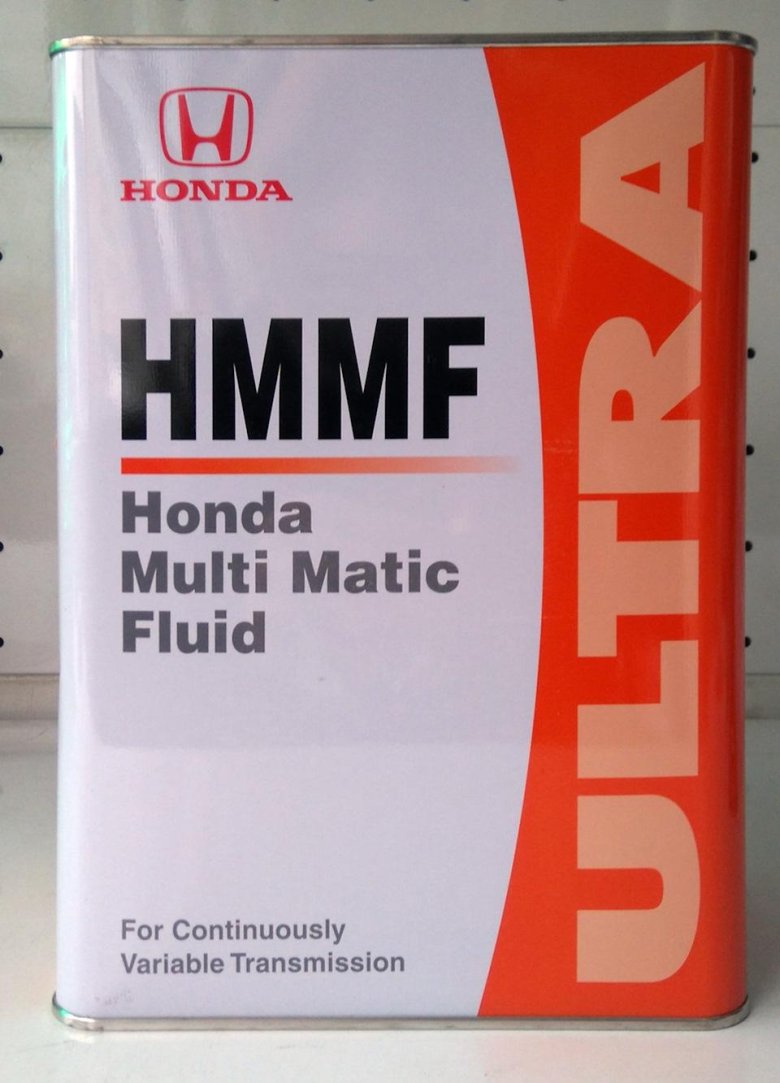 HONDA
HMMF
Honda
Multi Matic
Fluid
For Continuously
Variable Transmission
ULTRA